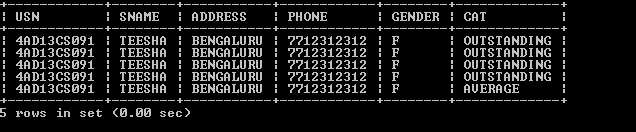 USN | SNAME | ADDRESS | PHONE | GENDER | CAT
4AD13CS091 | TEESHA | BENGALURU | 7712312312 | F | OUTSTANDING
4AD13CS091 | TEESHA | BENGALURU | 7712312312 | F | OUTSTANDING
4AD13CS091 | TEESHA | BENGALURU | 7712312312 | F | OUTSTANDING
4AD13CS091 | TEESHA | BENGALURU | 7712312312 | F | OUTSTANDING
4AD13CS091 | TEESHA | BENGALURU | 7712312312 | F | AVERAGE
5 rows in set (0.00 sec)